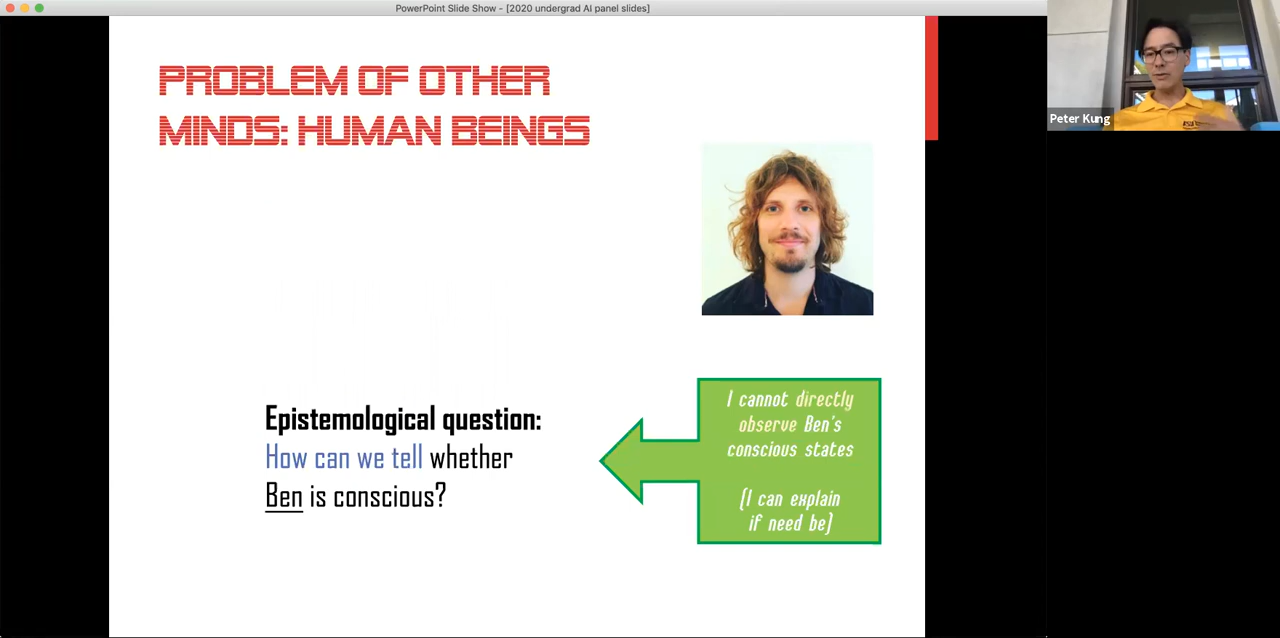 PowerPoint Slide Show - [2020 undergrad AI panel slides]
PROBLEM OF OTHER
MINDS: HUMAN BEINGS
Peter Kung
Epistemological question:
How can we tell whether
Ben is conscious?
I cannot directly
observe Ben's
conscious states
(I can explain
if need be)